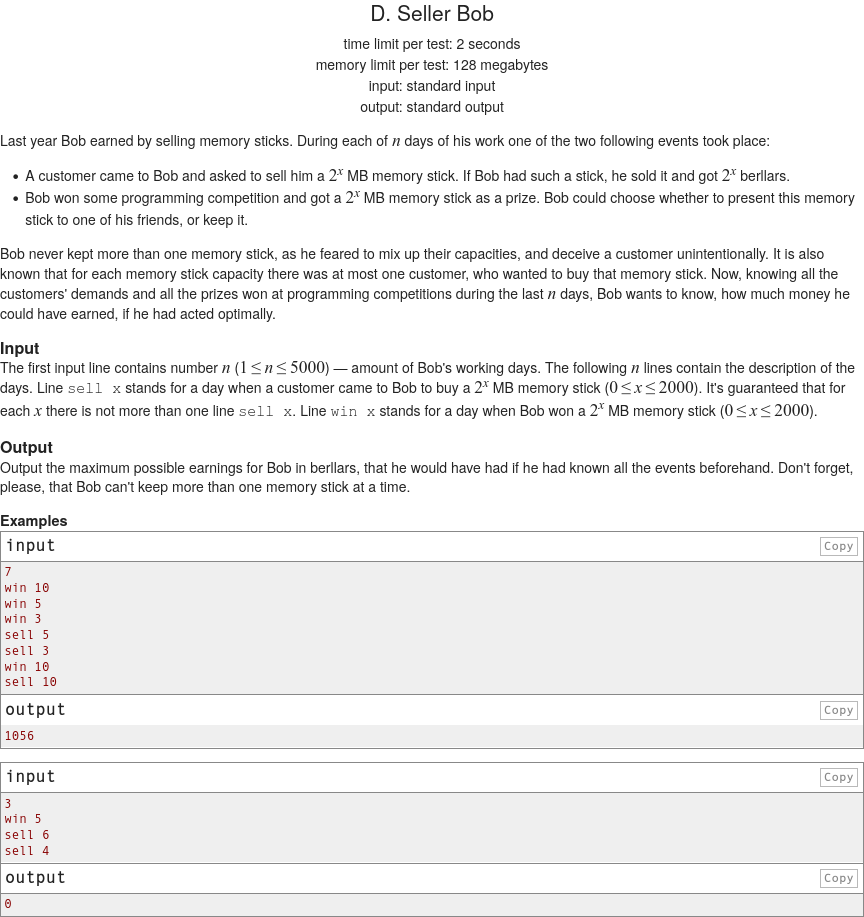 D. Seller Bob
time limit per test: 2 seconds
memory limit per test: 128 megabytes
input: standard input
output: standard output
Last year Bob earned by selling memory sticks. During each of n days of his work one of the two following events took place:
• A customer came to Bob and asked to sell him a 2^x MB memory stick. If Bob had such a stick, he sold it and got 2^x berllars.
• Bob won some programming competition and got a 2^x MB memory stick as a prize. Bob could choose whether to present this memory
stick to one of his friends, or keep it.
Bob never kept more than one memory stick, as he feared to mix up their capacities, and deceive a customer unintentionally. It is also
known that for each memory stick capacity there was at most one customer, who wanted to buy that memory stick. Now, knowing all the
customers' demands and all the prizes won at programming competitions during the last n days, Bob wants to know, how much money he
could have earned, if he had acted optimally.
Input
The first input line contains number n (1 ≤ n ≤ 5000) — amount of Bob's working days. The following n lines contain the description of the
days. Line sell x stands for a day when a customer came to Bob to buy a 2^x MB memory stick (0 ≤ x ≤ 2000). It's guaranteed that for
each x there is not more than one line sell x. Line win x stands for a day when Bob won a 2^x MB memory stick (0 ≤ x ≤ 2000).
Output
Output the maximum possible earnings for Bob in berllars, that he would have had if he had known all the events beforehand. Don't forget,
please, that Bob can't keep more than one memory stick at a time.
Examples
input Copy
7
win 10
win 5
win 3
sell 5
sell 3
win 10
sell 10
output Copy
1056
input Copy
3
win 5
sell 6
sell 4
output Copy
0